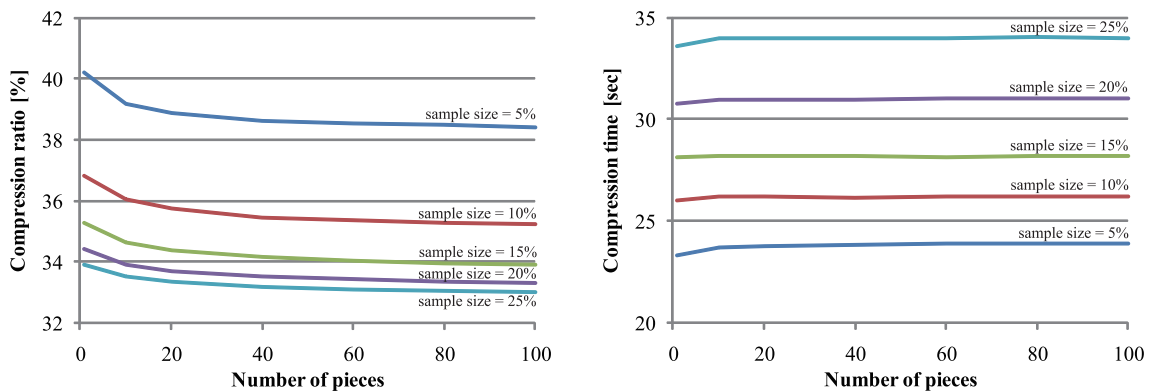 42
40
38
36
34
32
Compression ratio [%]
sample size = 5%
sample size = 10%
sample size = 15%
sample size = 20%
sample size = 25%
0 20 40 60 80 100
Number of pieces
35
30
25
20
Compression time [sec]
sample size = 25%
sample size = 20%
sample size = 15%
sample size = 10%
sample size = 5%
0 20 40 60 80 100
Number of pieces